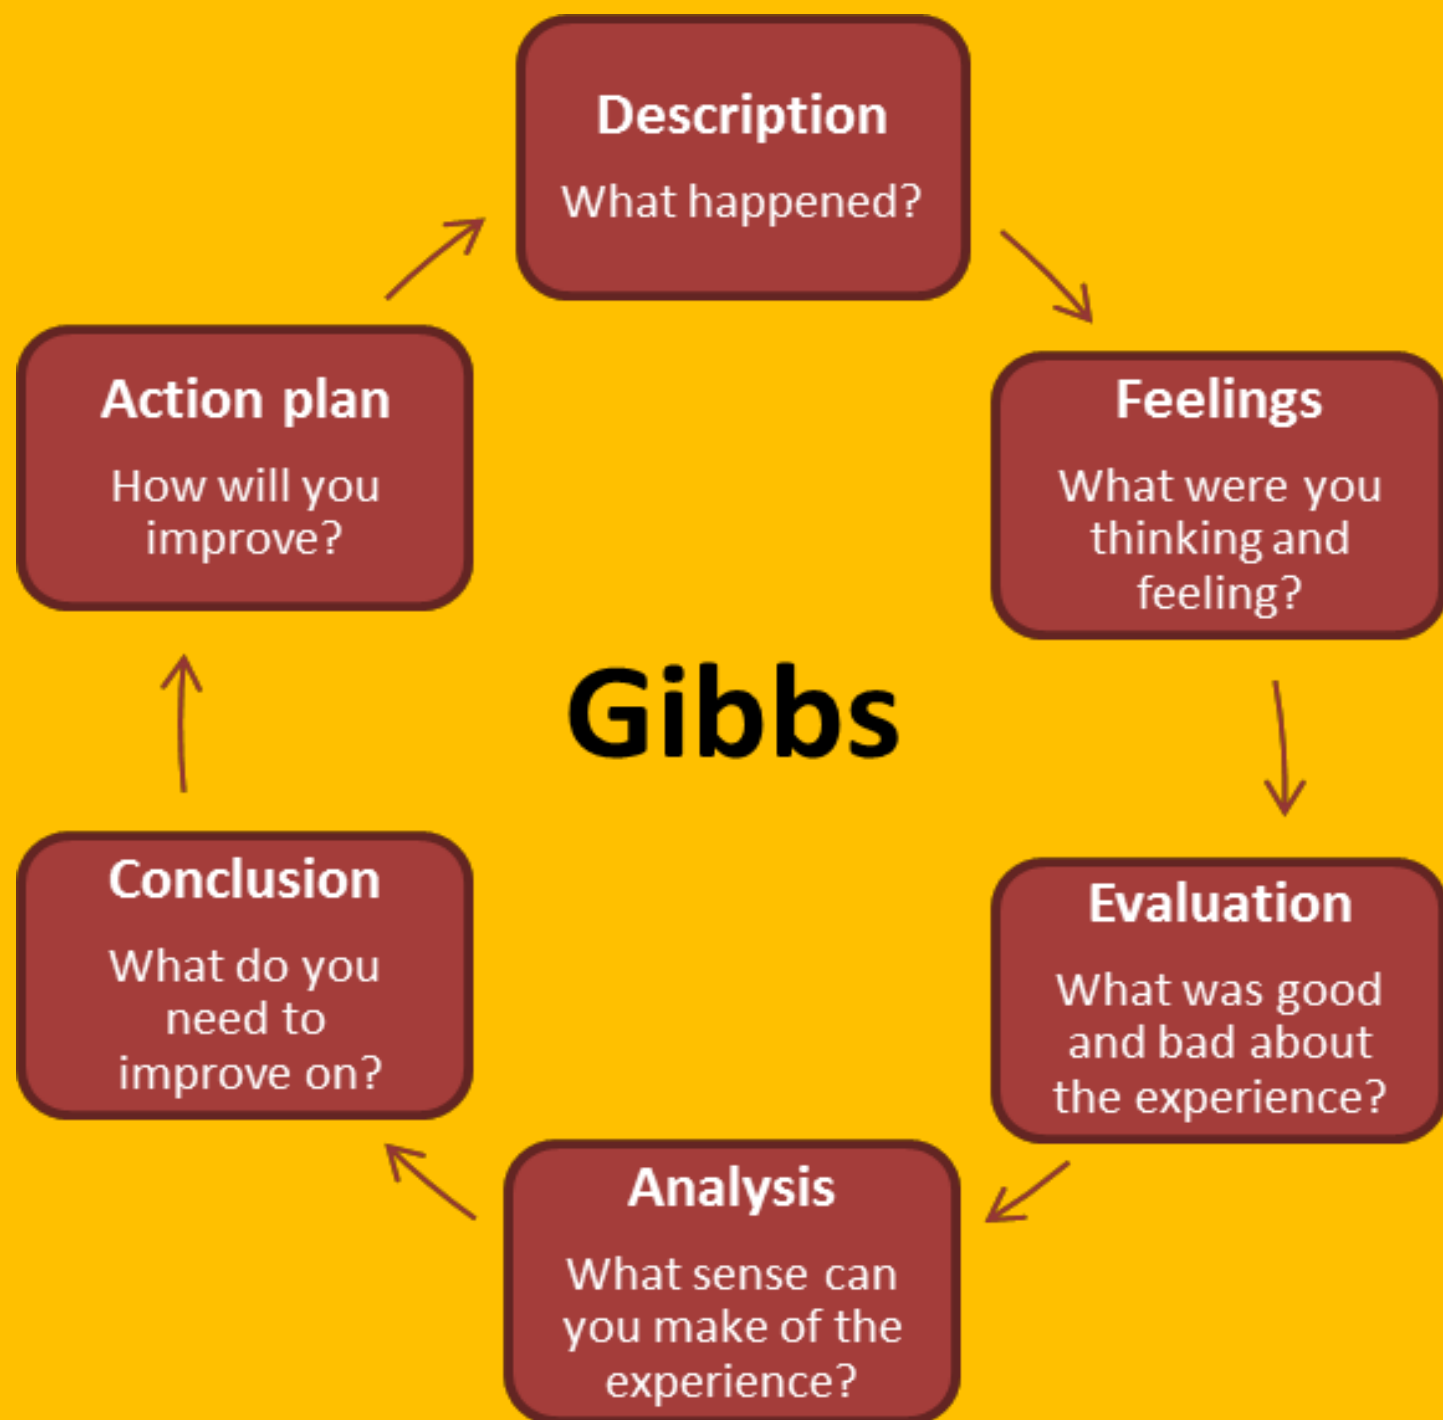 Description
What happened?
Feelings
What were you
thinking and
feeling?
Evaluation
What was good
and bad about
the experience?
Analysis
What sense can
you make of the
experience?
Conclusion
What do you
need to
improve on?
Action plan
How will you
improve?
Gibbs